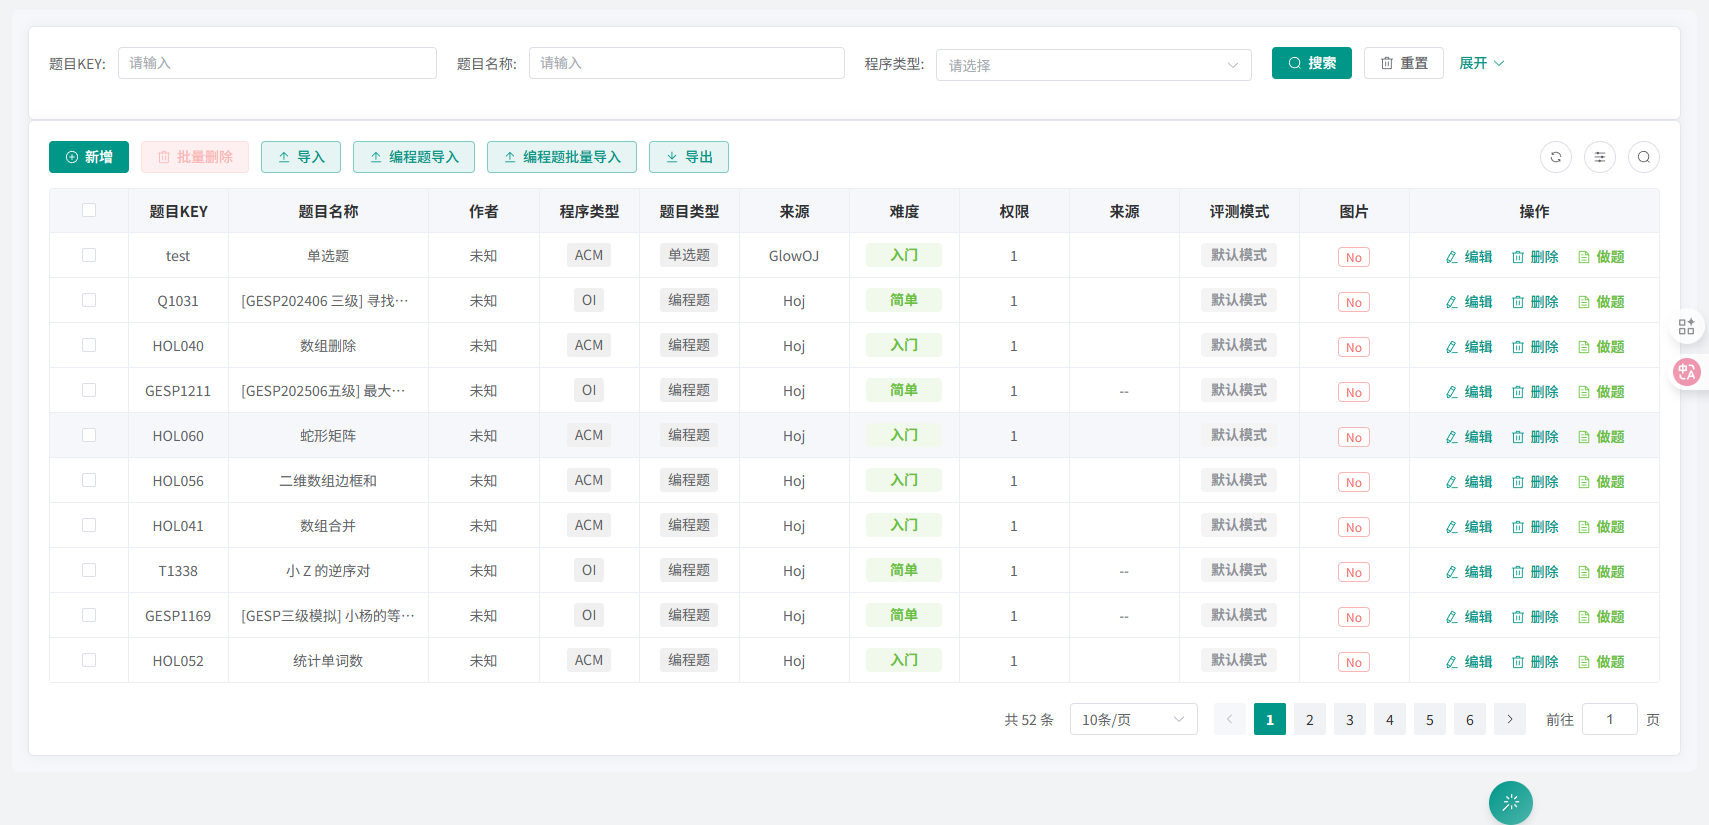 题目KEY: 请输入 题目名称: 请输入 程序类型: 请选择 搜索 重置 展开
新增 批量删除 导入 编程题导入 编程题批量导入 导出
题目KEY 题目名称 作者 程序类型 题目类型 来源 难度 权限 来源 评测模式 图片 操作
test 单选题 未知 ACM 单选题 GlowOJ 入门 1 默认模式 No 编辑 删除 做题
Q1031 [GESP202406 三级] 寻找… 未知 OI 编程题 Hoj 简单 1 默认模式 No 编辑 删除 做题
HOL040 数组删除 未知 ACM 编程题 Hoj 入门 1 默认模式 No 编辑 删除 做题
GESP1211 [GESP202506五级] 最大… 未知 OI 编程题 Hoj 简单 1 -- 默认模式 No 编辑 删除 做题
HOL060 蛇形矩阵 未知 ACM 编程题 Hoj 入门 1 默认模式 No 编辑 删除 做题
HOL056 二维数组边框和 未知 ACM 编程题 Hoj 入门 1 默认模式 No 编辑 删除 做题
HOL041 数组合并 未知 ACM 编程题 Hoj 入门 1 默认模式 No 编辑 删除 做题
T1338 小 Z 的逆序对 未知 OI 编程题 Hoj 简单 1 -- 默认模式 No 编辑 删除 做题
GESP1169 [GESP三级模拟] 小杨的等… 未知 OI 编程题 Hoj 简单 1 -- 默认模式 No 编辑 删除 做题
HOL052 统计单词数 未知 ACM 编程题 Hoj 入门 1 默认模式 No 编辑 删除 做题
共 52 条 10条/页 1 2 3 4 5 6 前往 1 页